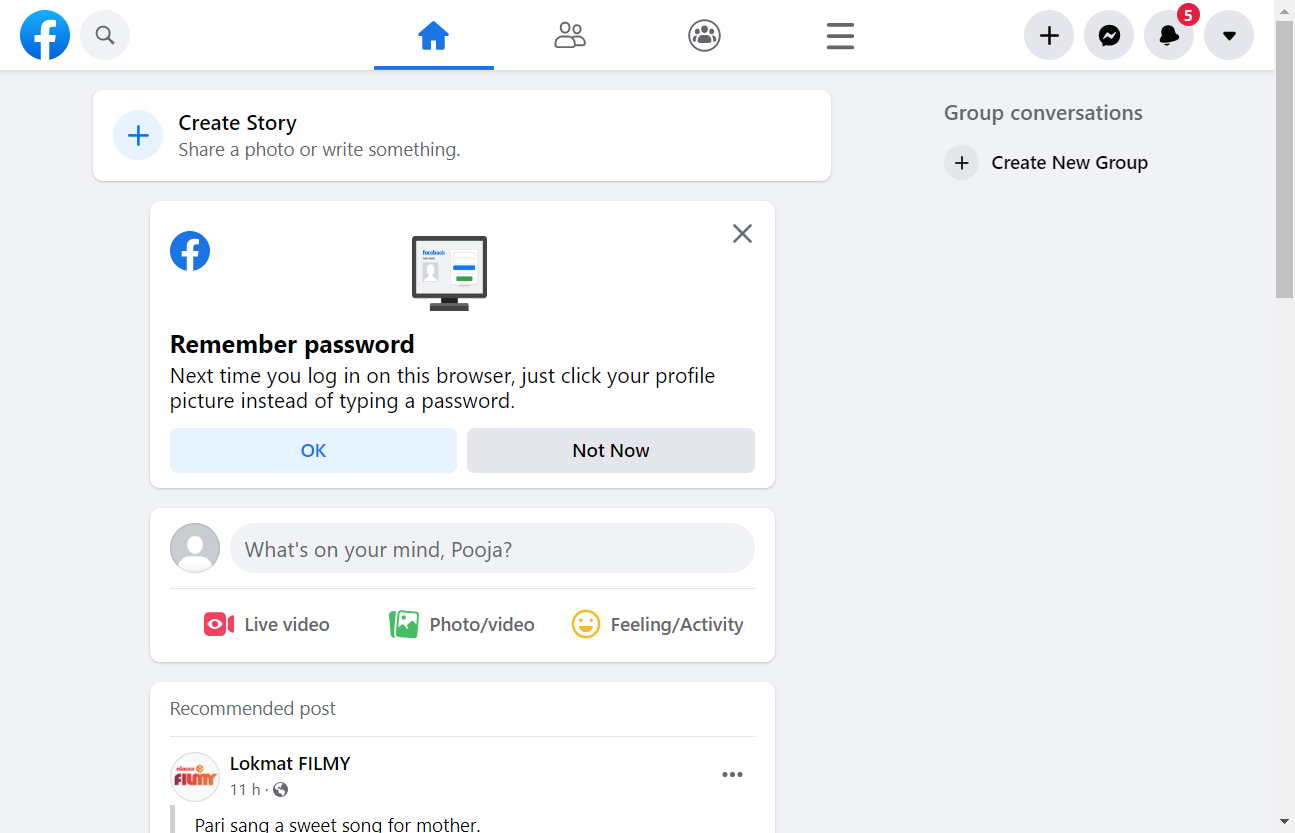 5
Create Story
Share a photo or write something.
Group conversations
Create New Group
facebook
Remember password
Next time you log in on this browser, just click your profile
picture instead of typing a password.
OK
Not Now
What's on your mind, Pooja?
Live video
Photo/video
Feeling/Activity
Recommended post
FILMY
Lokmat FILMY
11 h ·
Pari sang a sweet song for mother.